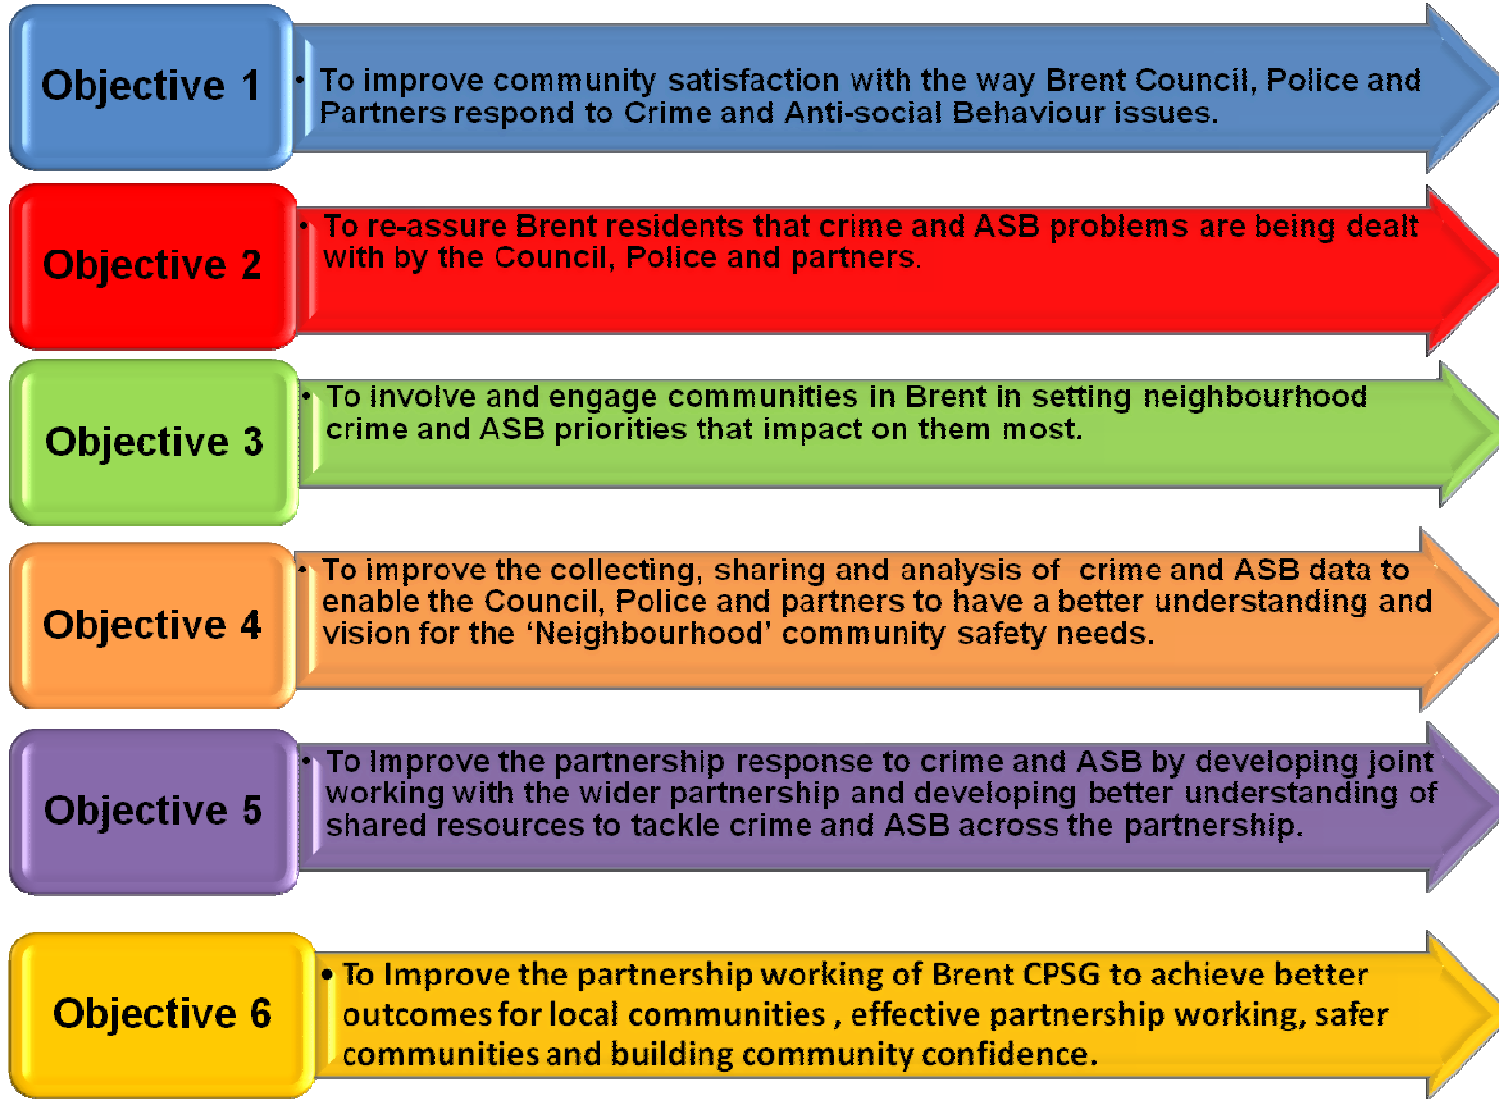 Objective 1
• To improve community satisfaction with the way Brent Council, Police and
Partners respond to Crime and Anti-social Behaviour issues.
Objective 2
• To re-assure Brent residents that crime and ASB problems are being dealt
with by the Council, Police and partners.
Objective 3
• To involve and engage communities in Brent in setting neighbourhood
crime and ASB priorities that impact on them most.
Objective 4
• To improve the collecting, sharing and analysis of  crime and ASB data to
enable the Council, Police and partners to have a better understanding and
vision for the ‘Neighbourhood’ community safety needs.
Objective 5
• To Improve the partnership response to crime and ASB by developing joint
working with the wider partnership and developing better understanding of
shared resources to tackle crime and ASB across the partnership.
Objective 6
• To Improve the partnership working of Brent CPSG to achieve better
outcomes for local communities , effective partnership working, safer
communities and building community confidence.